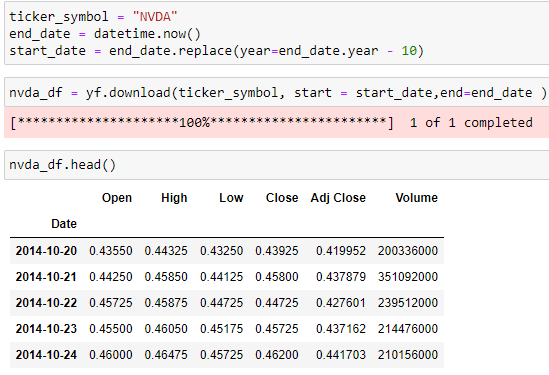 ticker_symbol = "NVDA"
end_date = datetime.now()
start_date = end_date.replace(year=end_date.year - 10)
nvda_df = yf.download(ticker_symbol, start = start_date,end=end_date )
[**********************100%***********************]  1 of 1 completed
nvda_df.head()
Open High Low Close Adj Close Volume
Date
2014-10-20 0.43550 0.44325 0.43250 0.43925 0.419952 200336000
2014-10-21 0.44250 0.45850 0.44125 0.45800 0.437879 351092000
2014-10-22 0.45725 0.45875 0.44725 0.44725 0.427601 239512000
2014-10-23 0.45500 0.46050 0.45175 0.45725 0.437162 214476000
2014-10-24 0.46000 0.46475 0.45725 0.46200 0.441703 210156000